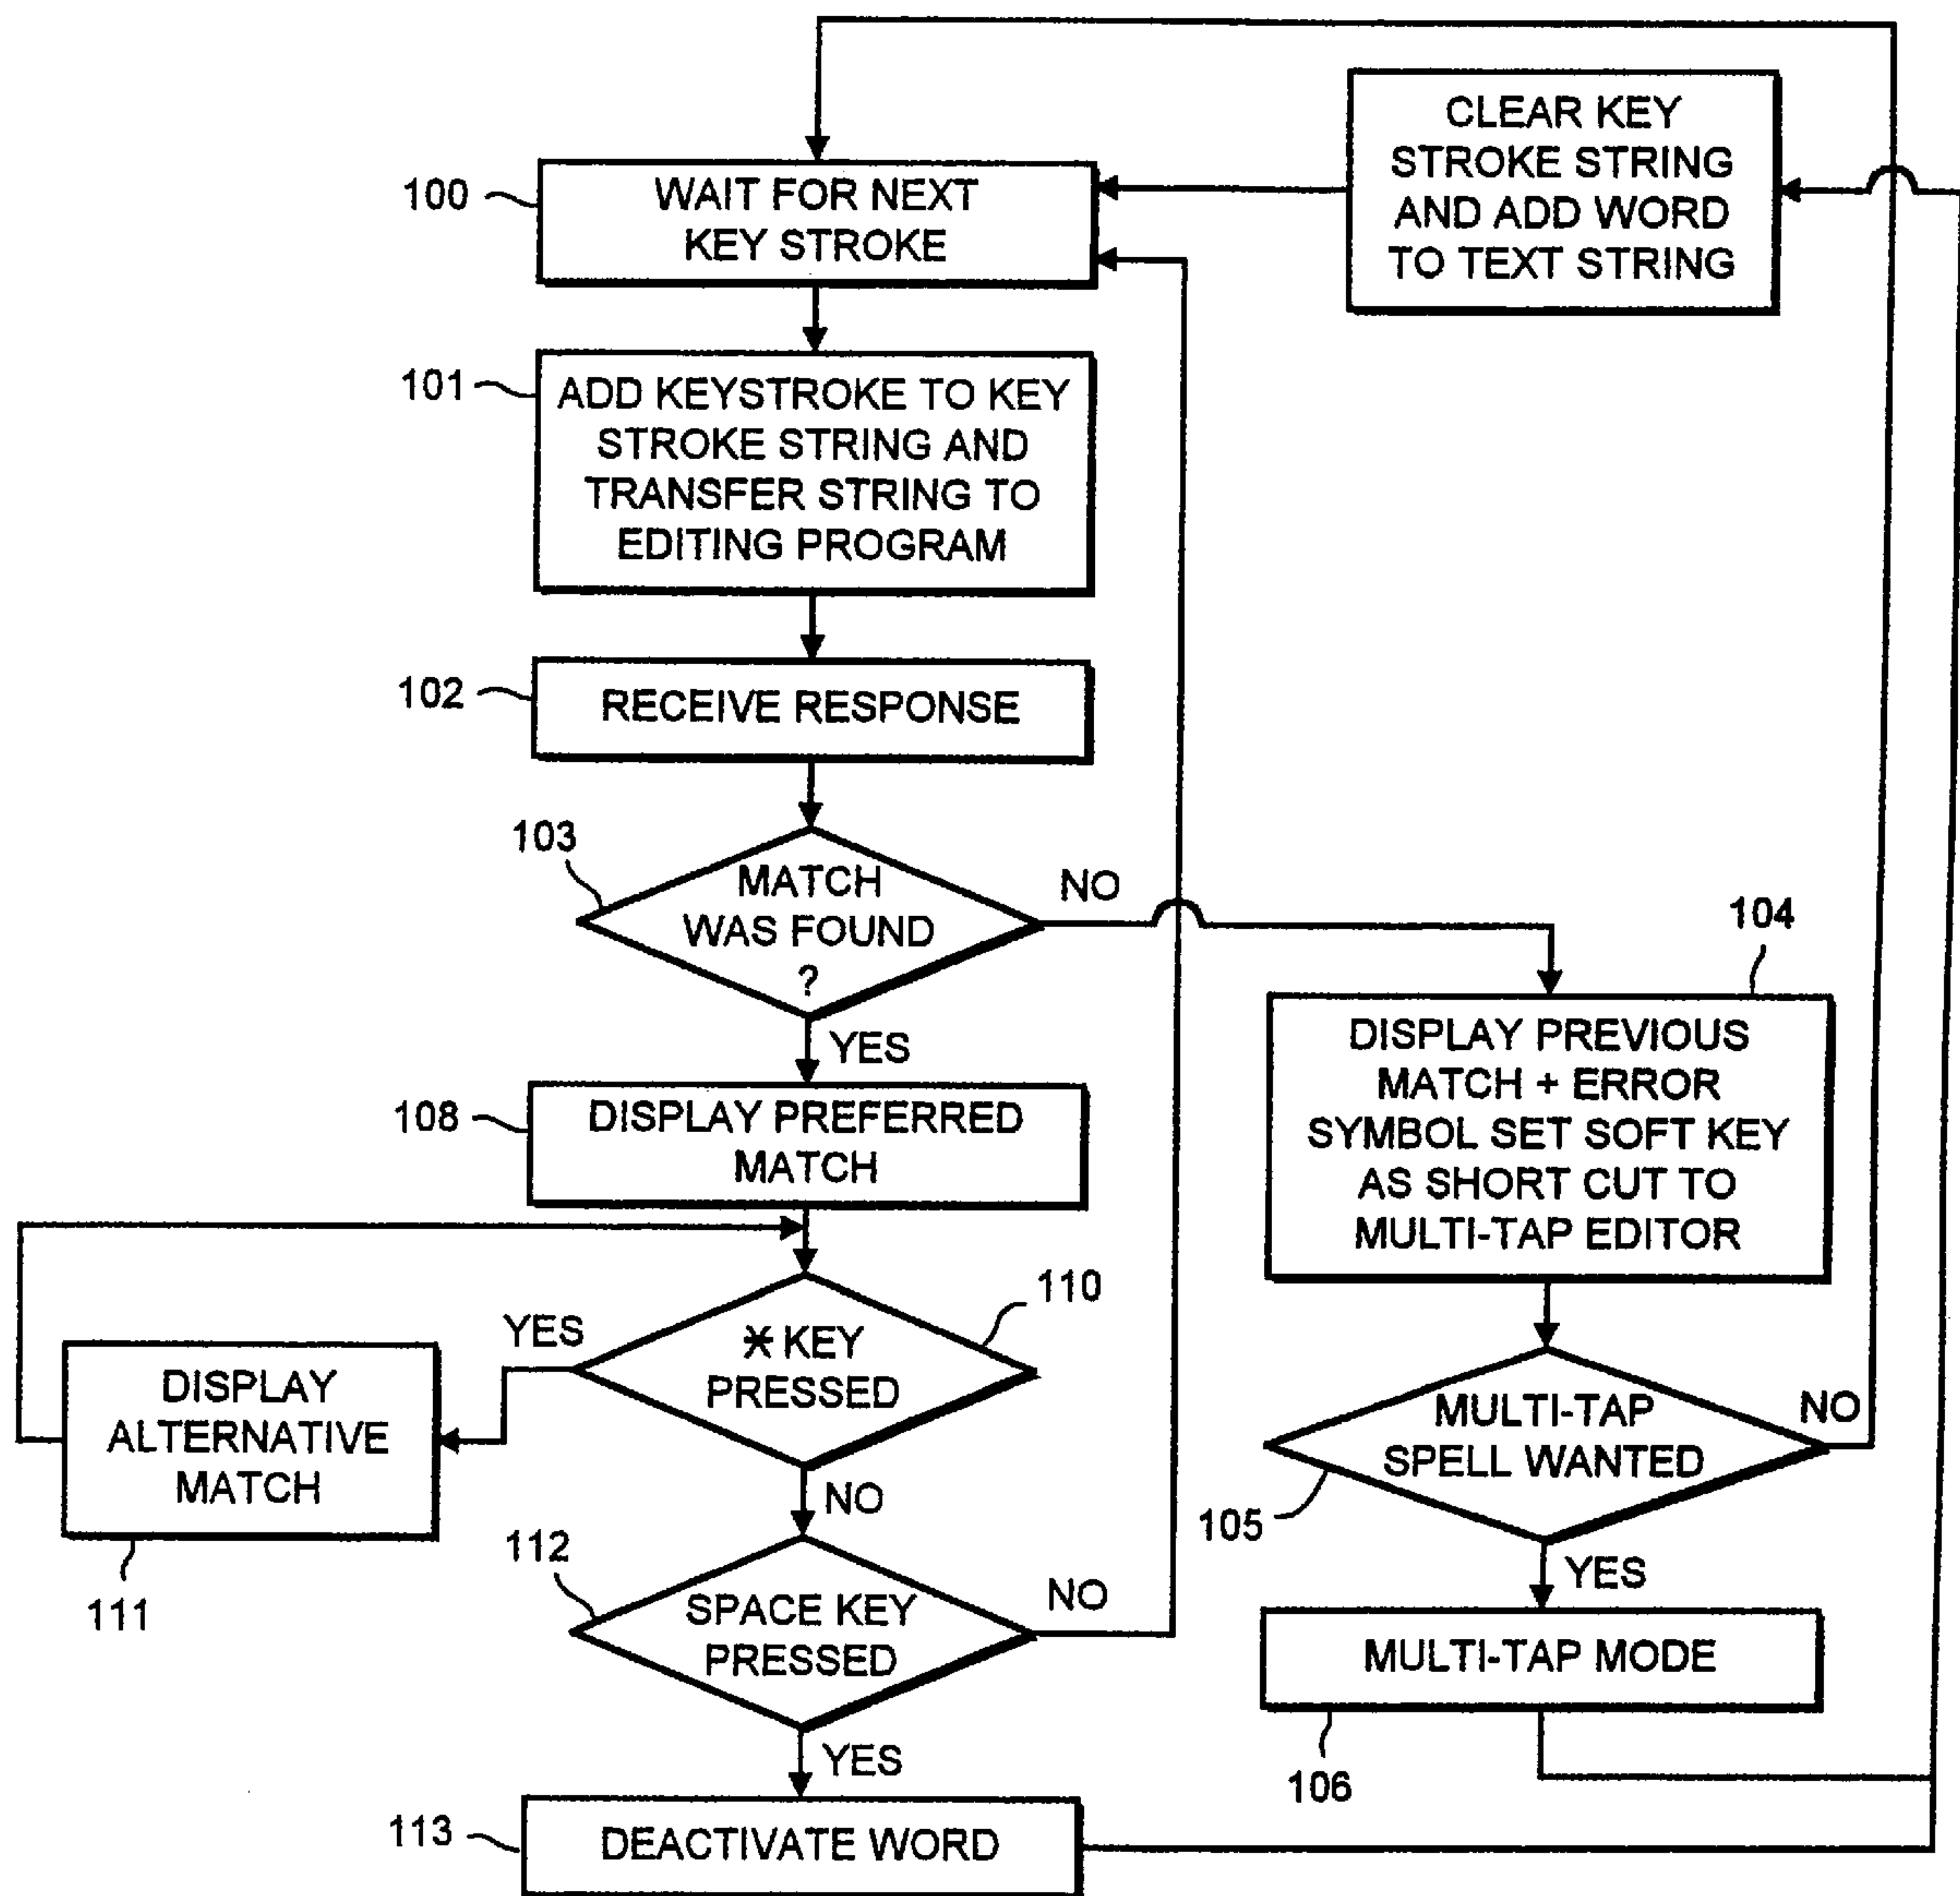 CLEAR KEY
STROKE STRING
AND ADD WORD
TO TEXT STRING
100
WAIT FOR NEXT
KEY STROKE
101
ADD KEYSTROKE TO KEY
STROKE STRING AND
TRANSFER STRING TO
EDITING PROGRAM
102
RECEIVE RESPONSE
103
MATCH
WAS FOUND
?
NO
YES
104
DISPLAY PREVIOUS
MATCH + ERROR
SYMBOL SET SOFT KEY
AS SHORT CUT TO
MULTI-TAP EDITOR
108
DISPLAY PREFERRED
MATCH
110
* KEY
PRESSED
YES
NO
DISPLAY
ALTERNATIVE
MATCH
111
MULTI-TAP
SPELL WANTED
NO
105
YES
112
SPACE KEY
PRESSED
NO
YES
MULTI-TAP MODE
106
113
DEACTIVATE WORD